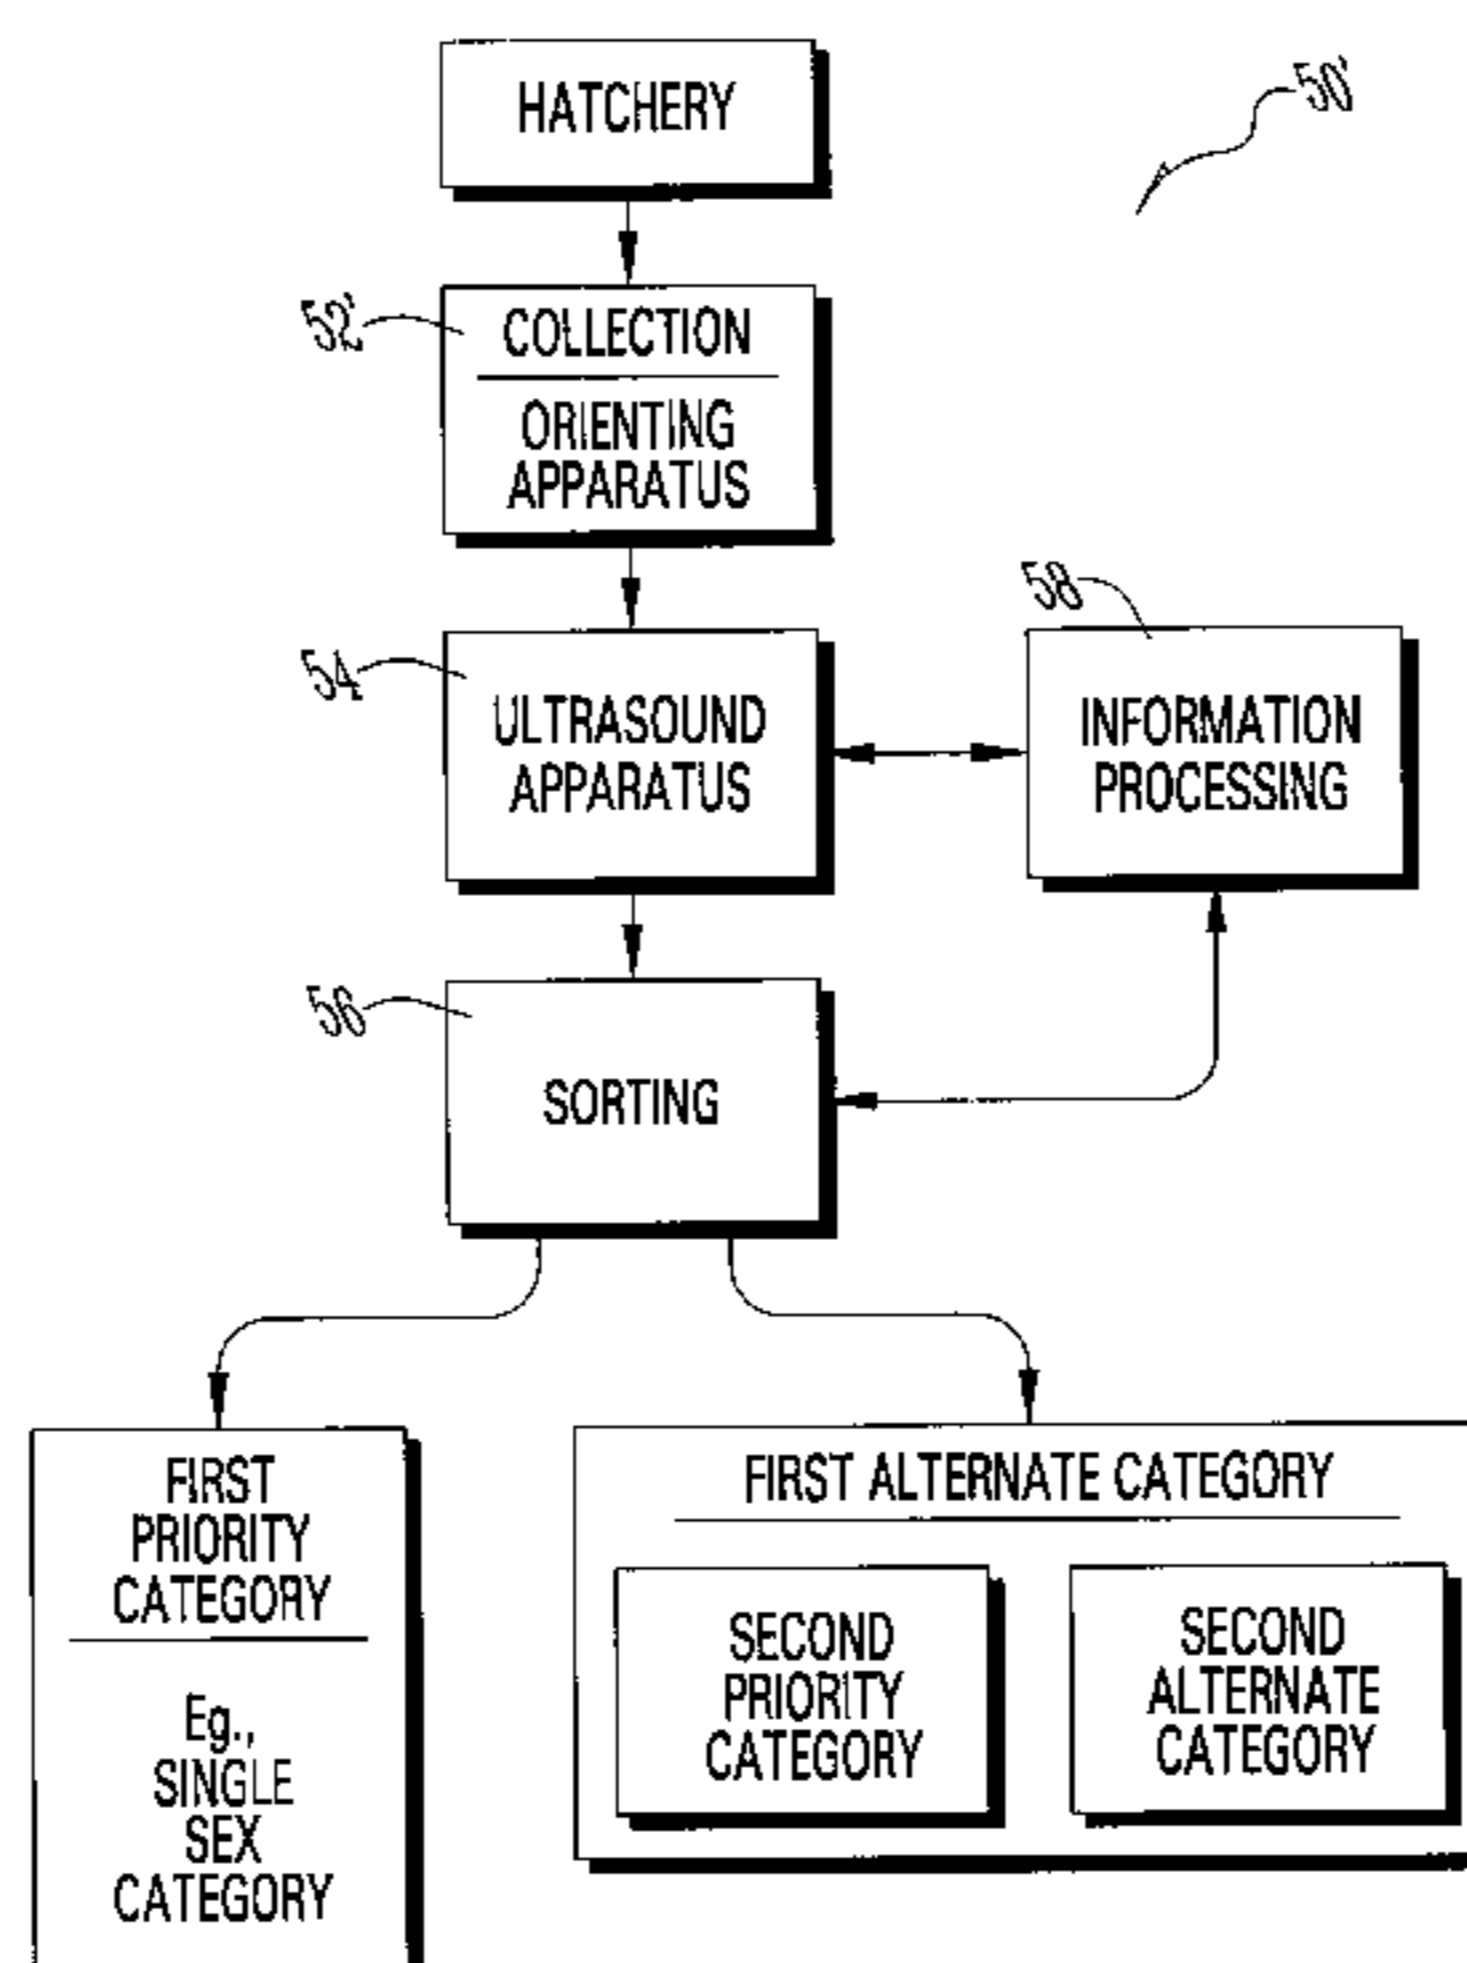 HATCHERY
50'
52'
COLLECTION
ORIENTING
APPARATUS
58
54
ULTRASOUND
APPARATUS
INFORMATION
PROCESSING
56
SORTING
FIRST
PRIORITY
CATEGORY
Eg.,
SINGLE
SEX
CATEGORY
FIRST ALTERNATE CATEGORY
SECOND
PRIORITY
CATEGORY
SECOND
ALTERNATE
CATEGORY